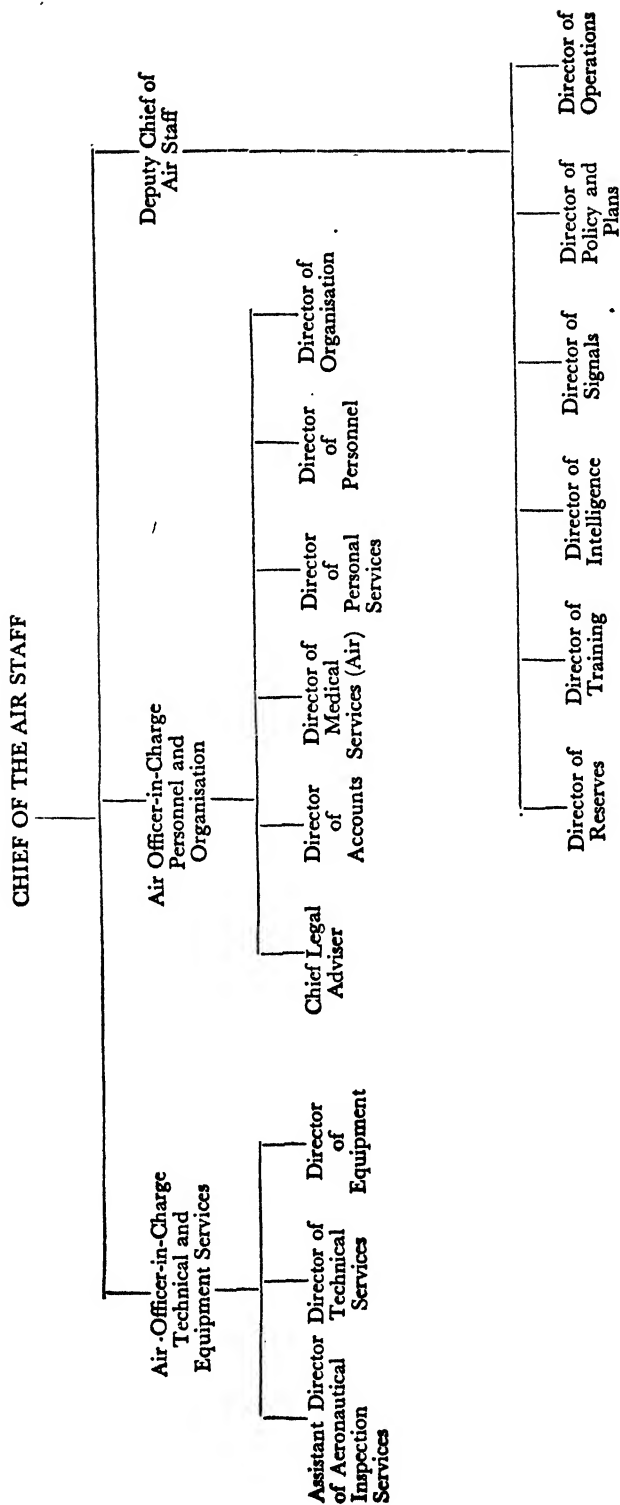 CHIEF OF THE AIR STAFF
Air Officer-in-Charge
Technical and
Equipment Services
Air Officer-in-Charge
Personnel and
Organisation
Deputy Chief of
Air Staff
Assistant Director
of Aeronautical
Inspection
Services
Director of
Technical
Services
Director
of
Equipment
Chief Legal
Adviser
Director
of
Accounts
Director of
Medical
Services (Air)
Director
of
Personal
Services
Director
of
Personnel
Director of
Organisation
Director of
Reserves
Director of
Training
Director of
Intelligence
Director of
Signals
Director of
Policy and
Plans
Director of
Operations